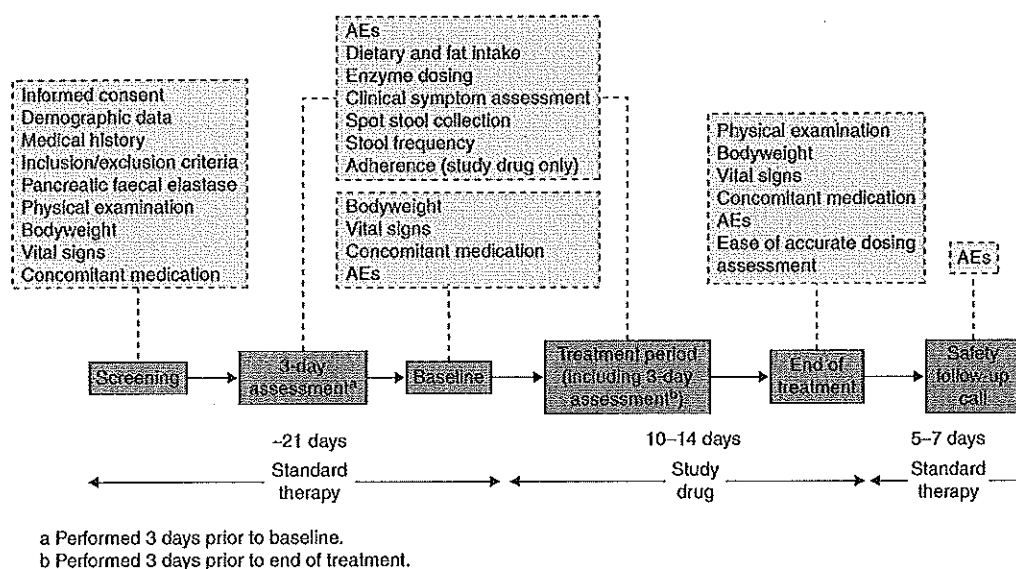 AEs
Dietary and fat intake
Enzyme dosing
Clinical symptom assessment
Spot stool collection
Stool frequency
Adherence (study drug only)
Informed consent
Demographic data
Medical history
Inclusion/exclusion criteria
Pancreatic faecal elastase
Physical examination
Bodyweight
Vital signs
Concomitant medication
Bodyweight
Vital signs
Concomitant medication
AEs
Physical examination
Bodyweight
Vital signs
Concomitant medication
AEs
Ease of accurate dosing
assessment
AEs
Screening
3-day
assessmentᵃ
Baseline
Treatment period
(including 3-day
assessmentᵇ)
End of
treatment
Safety
follow-up
call
~21 days
10–14 days
5–7 days
Standard
therapy
Study
drug
Standard
therapy
a Performed 3 days prior to baseline.
b Performed 3 days prior to end of treatment.